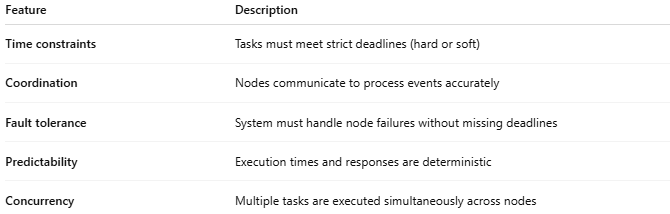 Feature Description
Time constraints Tasks must meet strict deadlines (hard or soft)
Coordination Nodes communicate to process events accurately
Fault tolerance System must handle node failures without missing deadlines
Predictability Execution times and responses are deterministic
Concurrency Multiple tasks are executed simultaneously across nodes